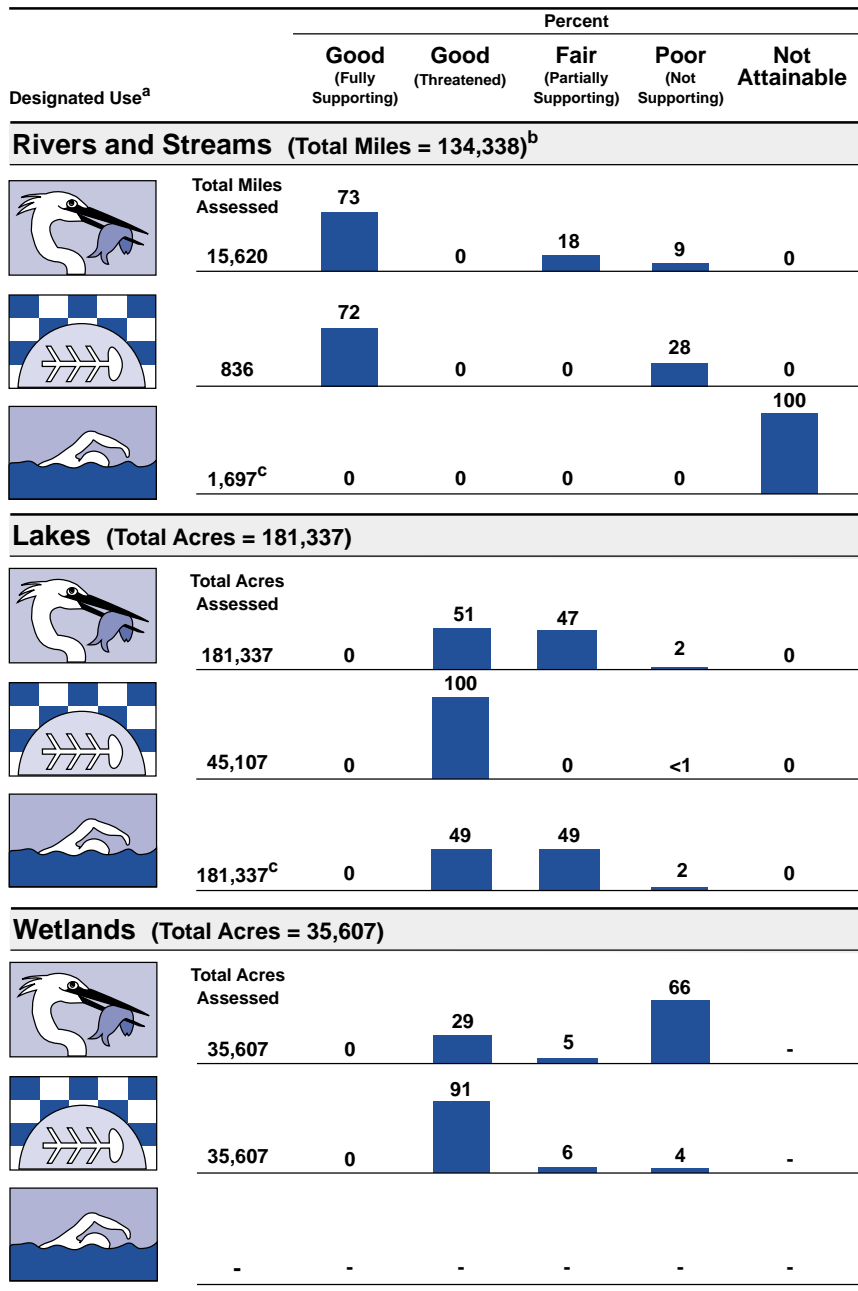 Percent
Designated Use^a
Good (Fully Supporting)
Good (Threatened)
Fair (Partially Supporting)
Poor (Not Supporting)
Not Attainable
Rivers and Streams (Total Miles = 134,338)^b
Total Miles
Assessed
15,620 73 0 18 9 0
836 72 0 0 28 0
1,697^c 0 0 0 0 100
Lakes (Total Acres = 181,337)
Total Acres
Assessed
181,337 0 51 47 2 0
45,107 0 100 0 <1 0
181,337^c 0 49 49 2 0
Wetlands (Total Acres = 35,607)
Total Acres
Assessed
35,607 0 29 5 66 -
35,607 0 91 6 4 -
- - - - - -